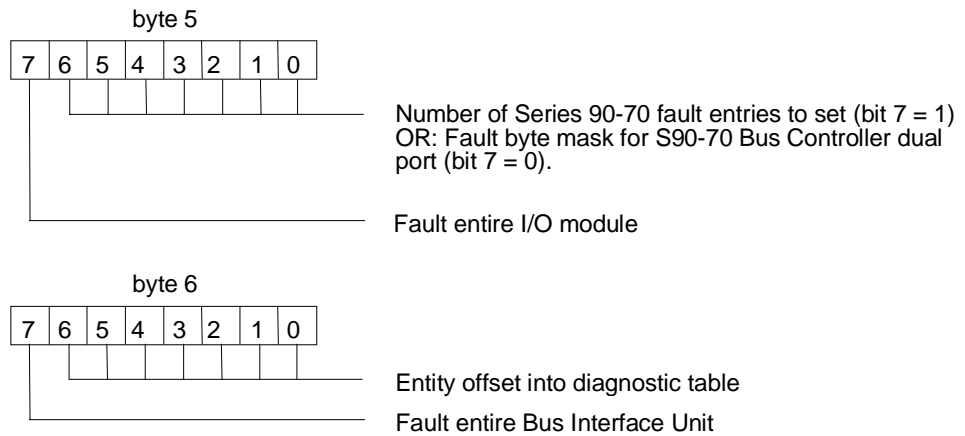 byte 5
7 6 5 4 3 2 1 0
Number of Series 90-70 fault entries to set (bit 7 = 1)
OR: Fault byte mask for S90-70 Bus Controller dual
port (bit 7 = 0).
Fault entire I/O module
byte 6
7 6 5 4 3 2 1 0
Entity offset into diagnostic table
Fault entire Bus Interface Unit